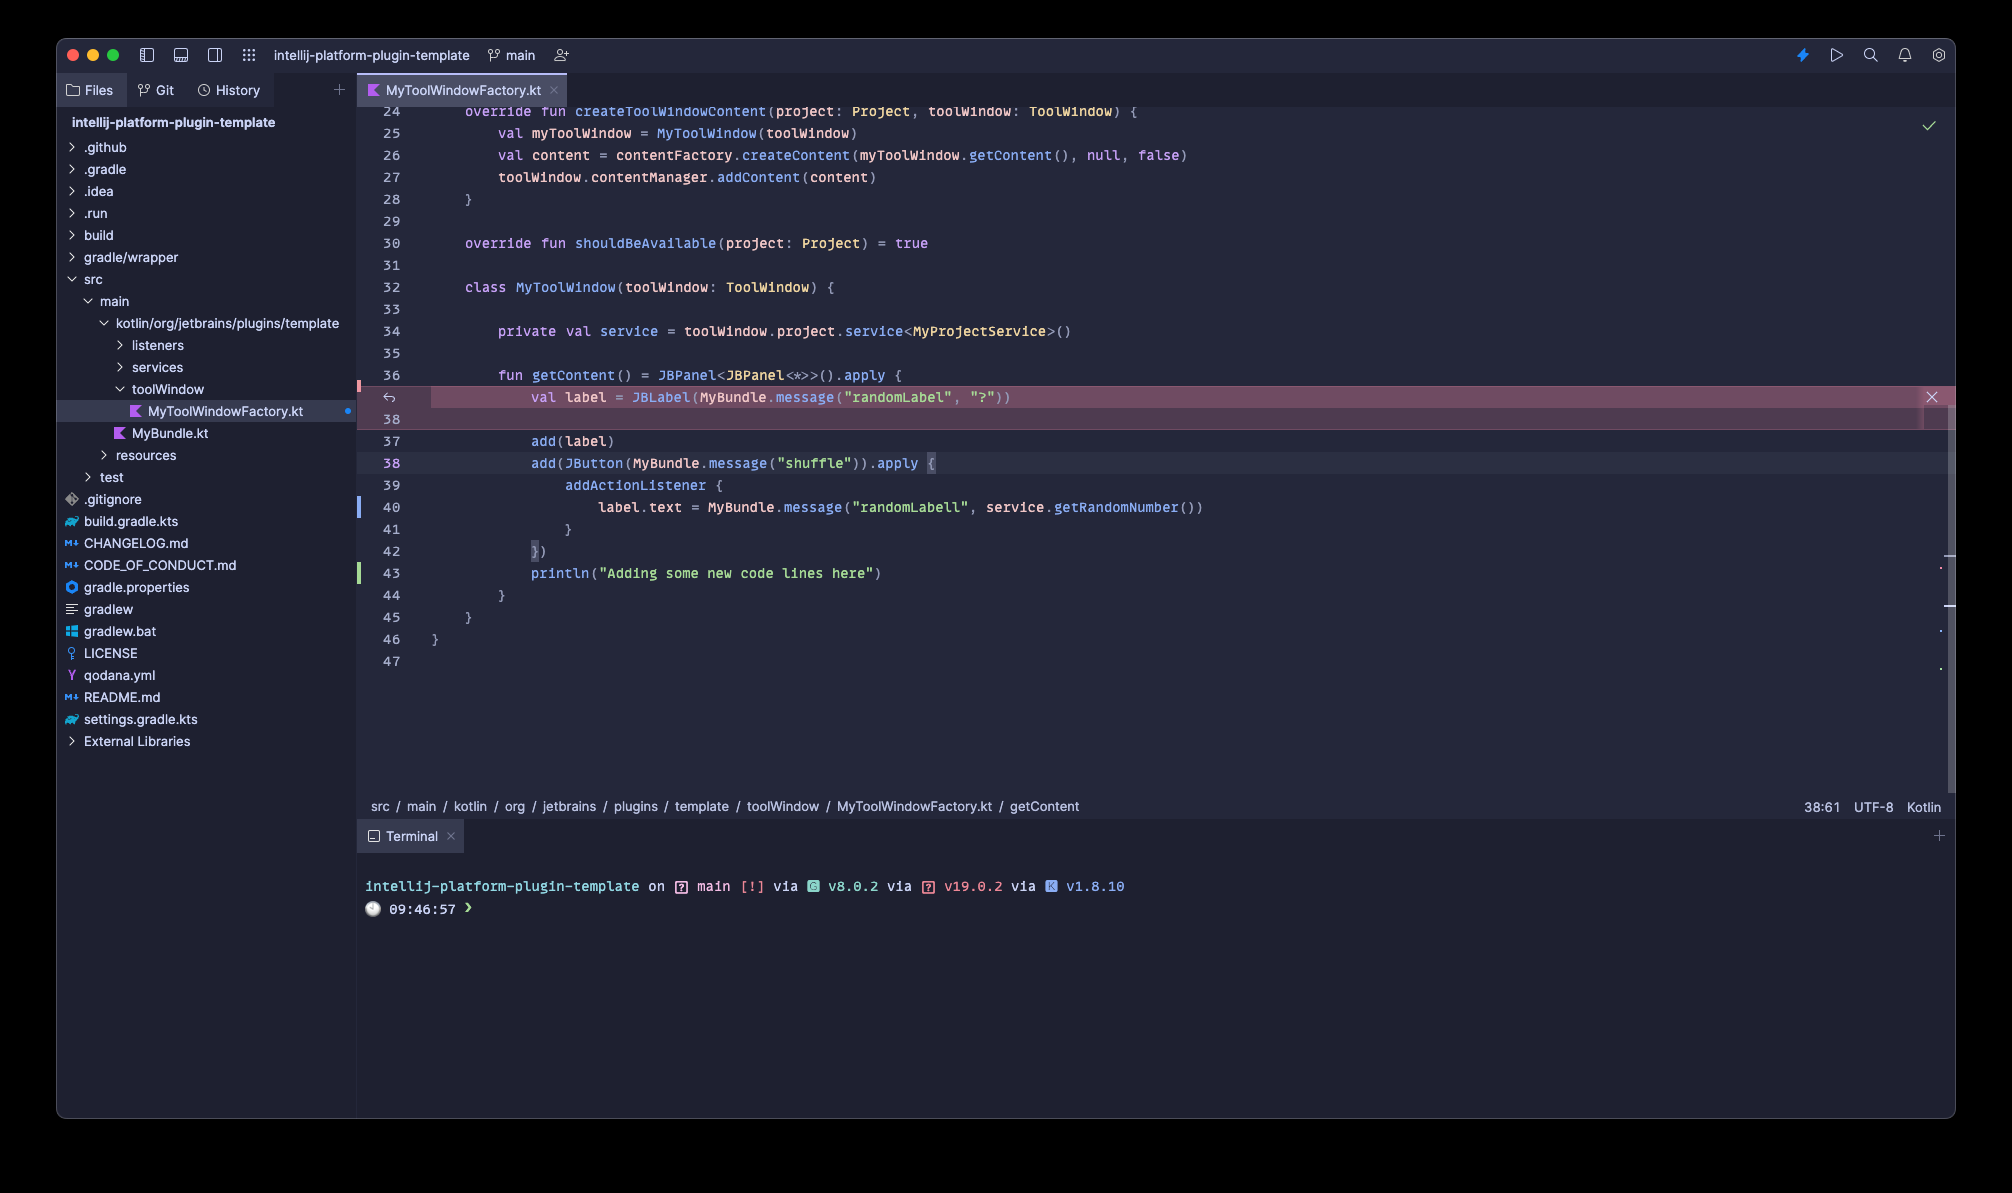 intellij-platform-plugin-template main
Files Git History
MyToolWindowFactory.kt
intellij-platform-plugin-template
.github
.gradle
.idea
.run
build
gradle/wrapper
src
main
kotlin/org/jetbrains/plugins/template
listeners
services
toolWindow
MyToolWindowFactory.kt
MyBundle.kt
resources
test
.gitignore
build.gradle.kts
CHANGELOG.md
CODE_OF_CONDUCT.md
gradle.properties
gradlew
gradlew.bat
LICENSE
qodana.yml
README.md
settings.gradle.kts
External Libraries
24 override fun createToolWindowContent(project: Project, toolWindow: ToolWindow) {
25 val myToolWindow = MyToolWindow(toolWindow)
26 val content = contentFactory.createContent(myToolWindow.getContent(), null, false)
27 toolWindow.contentManager.addContent(content)
28 }
29
30 override fun shouldBeAvailable(project: Project) = true
31
32 class MyToolWindow(toolWindow: ToolWindow) {
33
34 private val service = toolWindow.project.service<MyProjectService>()
35
36 fun getContent() = JBPanel<JBPanel<*>>().apply {
val label = JBLabel(MyBundle.message("randomLabel", "?"))
38
37 add(label)
38 add(JButton(MyBundle.message("shuffle")).apply {
39 addActionListener {
40 label.text = MyBundle.message("randomLabell", service.getRandomNumber())
41 }
42 })
43 println("Adding some new code lines here")
44 }
45 }
46 }
47
src / main / kotlin / org / jetbrains / plugins / template / toolWindow / MyToolWindowFactory.kt / getContent
38:61 UTF-8 Kotlin
Terminal
intellij-platform-plugin-template on main [!] via G v8.0.2 via v19.0.2 via K v1.8.10
09:46:57 ❯